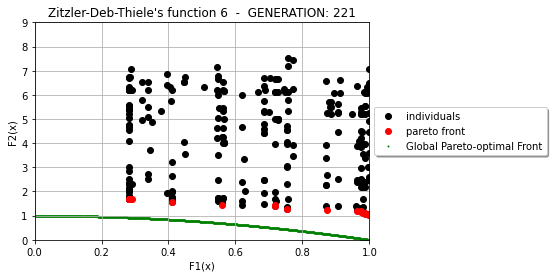 Zitzler-Deb-Thiele's function 6 - GENERATION: 221
9
8
7
6
5
4
3
2
1
0
F2(x)
0.0 0.2 0.4 0.6 0.8 1.0
F1(x)
individuals
pareto front
Global Pareto-optimal Front